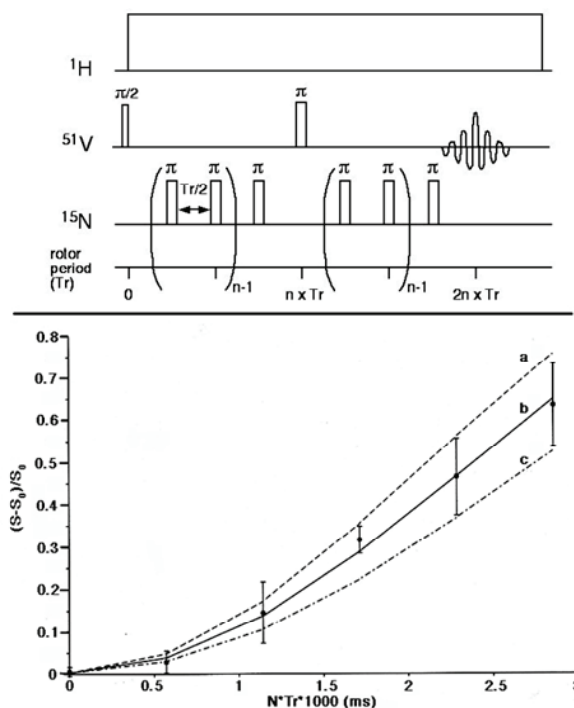 ¹H
π/2 π
⁵¹V
π π π π π π
Tr/2
¹⁵N
n-1 n-1
rotor
period
(Tr)
0 n x Tr 2n x Tr
0.8
0.7
0.6
0.5
0.4
0.3
0.2
0.1
0
(S-S₀)/S₀
a
b
c
0 0.5 1 1.5 2 2.5 3
N*Tr*1000 (ms)